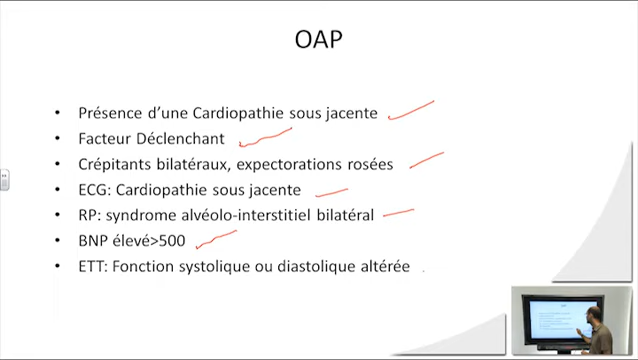 OAP
• Présence d'une Cardiopathie sous jacente
• Facteur Déclenchant
• Crépitants bilatéraux, expectorations rosées
• ECG: Cardiopathie sous jacente
• RP: syndrome alvéolo-interstitiel bilatéral
• BNP élevé>500
• ETT: Fonction systolique ou diastolique altérée